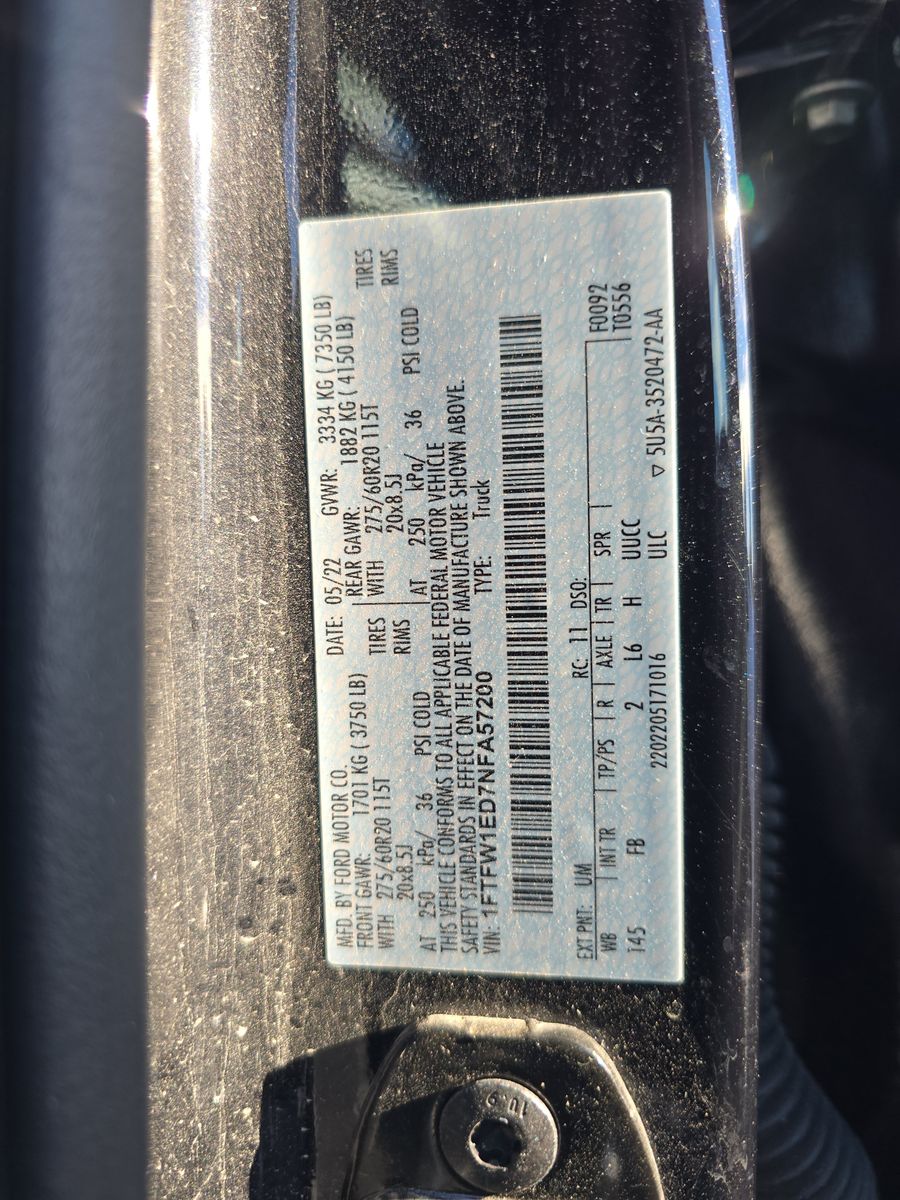 MFD. BY FORD MOTOR CO.
DATE: 05/22 GVWR: 3334 KG ( 7350 LB)
FRONT GAWR: 1701 KG ( 3750 LB)
REAR GAWR: 1882 KG ( 4150 LB)
WITH 275/60R20 115T TIRES
WITH 275/60R20 115T TIRES
20x8.5J RIMS
20x8.5J RIMS
AT 250 kPa/ 36 PSI COLD
AT 250 kPa/ 36 PSI COLD
THIS VEHICLE CONFORMS TO ALL APPLICABLE FEDERAL MOTOR VEHICLE
SAFETY STANDARDS IN EFFECT ON THE DATE OF MANUFACTURE SHOWN ABOVE.
VIN: 1FTFW1ED7NFA57200 TYPE: Truck
F0092
T0556
EXT PNT: UM RC: 11 DSO:
WB INT TR TP/PS R AXLE TR SPR
145 FB 2 L6 H UUCC
2202205171016 ULC ▽ 5U5A-3520472-AA
10.9